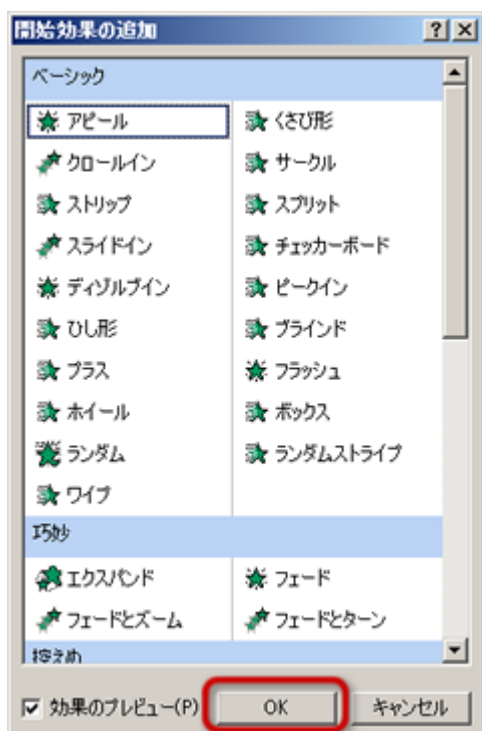 開始効果の追加
ベーシック
アピール くさび形
クロールイン サークル
ストリップ スプリット
スライドイン チェッカーボード
ディゾルブイン ピークイン
ひし形 ブラインド
プラス フラッシュ
ホイール ボックス
ランダム ランダムストライプ
ワイプ
巧妙
エクスパンド フェード
フェードとズーム フェードとターン
控えめ
効果のプレビュー(P) OK キャンセル